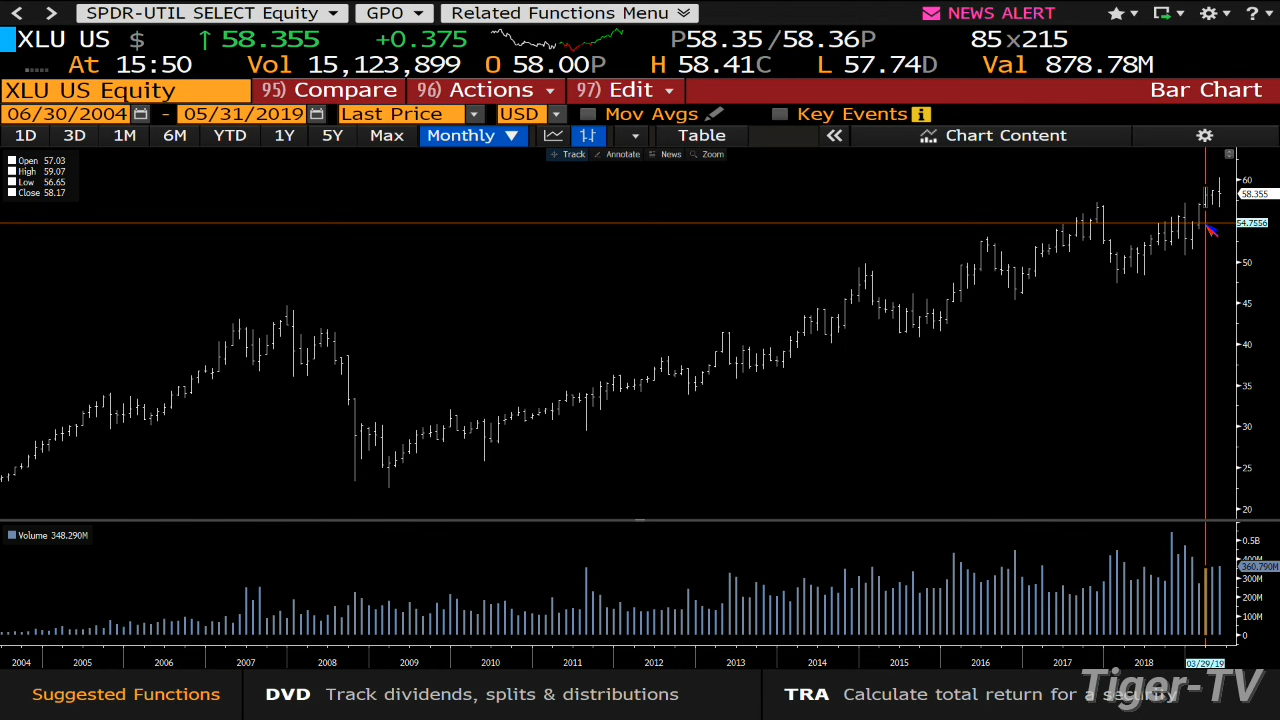 SPDR-UTIL SELECT Equity GPO Related Functions Menu NEWS ALERT ?
XLU US $ ↑ 58.355 +0.375 P58.35 / 58.36P 85x215
At 15:50 Vol 15,123,899 O 58.00P H 58.41C L 57.74D Val 878.78M
XLU US Equity 95) Compare 96) Actions 97) Edit Bar Chart
06/30/2004 - 05/31/2019 Last Price USD Mov Avgs Key Events i
1D 3D 1M 6M YTD 1Y 5Y Max Monthly ▼ Table « Chart Content
Track Annotate News Zoom
Open 57.03
High 59.07
Low 56.65
Close 58.17
60
58.355
54.7556
50
45
40
35
30
25
20
Volume 348.290M
0.5B
400M
360.790M
300M
200M
100M
0
2004 2005 2006 2007 2008 2009 2010 2011 2012 2013 2014 2015 2016 2017 2018 03/29/19
Suggested Functions DVD Track dividends, splits & distributions TRA Calculate total return for a security
Tiger-TV